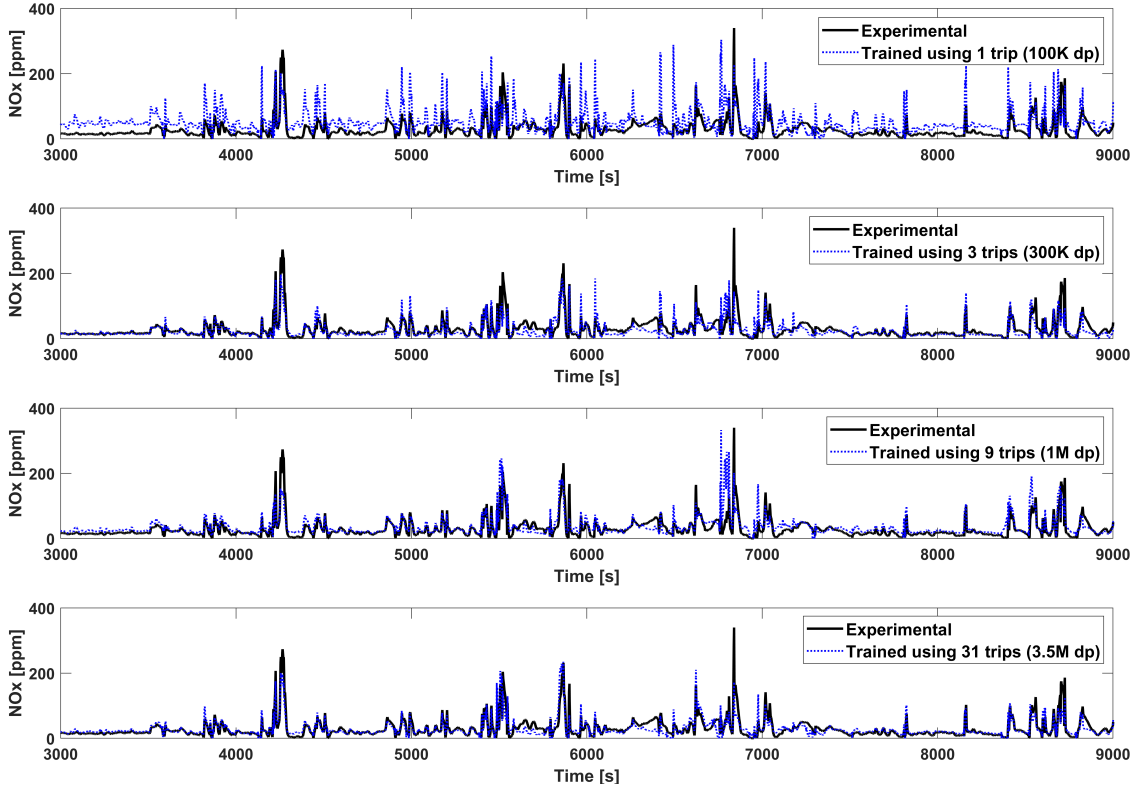 400
200
0
NOx [ppm]
Experimental
Trained using 1 trip (100K dp)
3000 4000 5000 6000 7000 8000 9000
Time [s]
400
200
0
NOx [ppm]
Experimental
Trained using 3 trips (300K dp)
3000 4000 5000 6000 7000 8000 9000
Time [s]
400
200
0
NOx [ppm]
Experimental
Trained using 9 trips (1M dp)
3000 4000 5000 6000 7000 8000 9000
Time [s]
400
200
0
NOx [ppm]
Experimental
Trained using 31 trips (3.5M dp)
3000 4000 5000 6000 7000 8000 9000
Time [s]